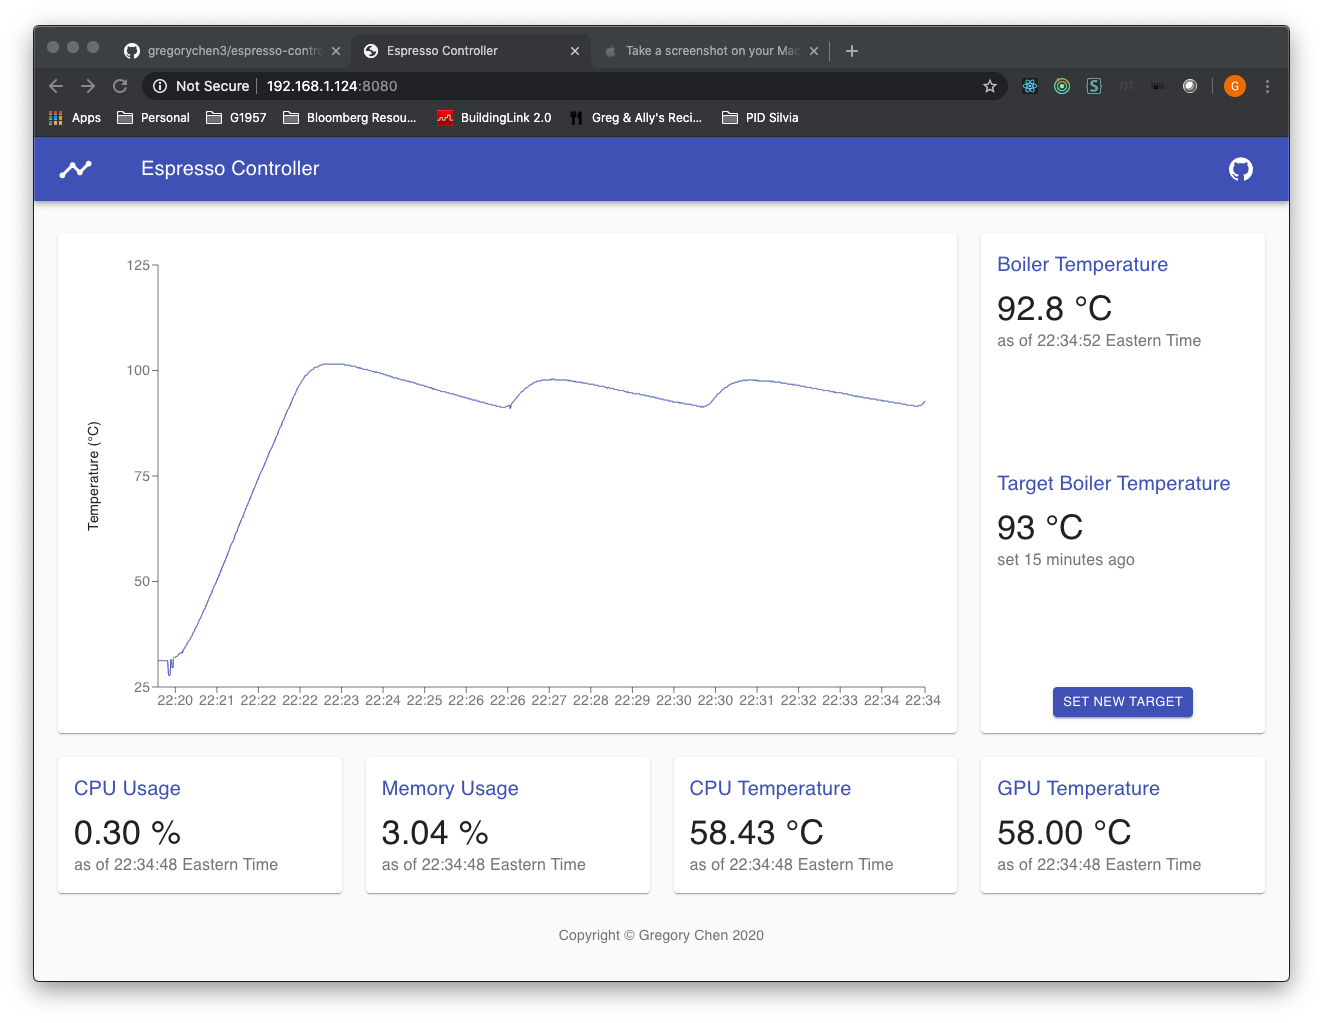 gregorychen3/espresso-contro
Espresso Controller
Take a screenshot on your Mac
Not Secure
192.168.1.124:8080
G
Apps
Personal
G1957
Bloomberg Resou...
BuildingLink 2.0
Greg & Ally's Reci...
PID Silvia
Espresso Controller
125
100
75
50
25
Temperature (°C)
22:20 22:21 22:22 22:22 22:23 22:24 22:25 22:26 22:26 22:27 22:28 22:29 22:30 22:30 22:31 22:32 22:33 22:34 22:34
Boiler Temperature
92.8 °C
as of 22:34:52 Eastern Time
Target Boiler Temperature
93 °C
set 15 minutes ago
SET NEW TARGET
CPU Usage
0.30 %
as of 22:34:48 Eastern Time
Memory Usage
3.04 %
as of 22:34:48 Eastern Time
CPU Temperature
58.43 °C
as of 22:34:48 Eastern Time
GPU Temperature
58.00 °C
as of 22:34:48 Eastern Time
Copyright © Gregory Chen 2020